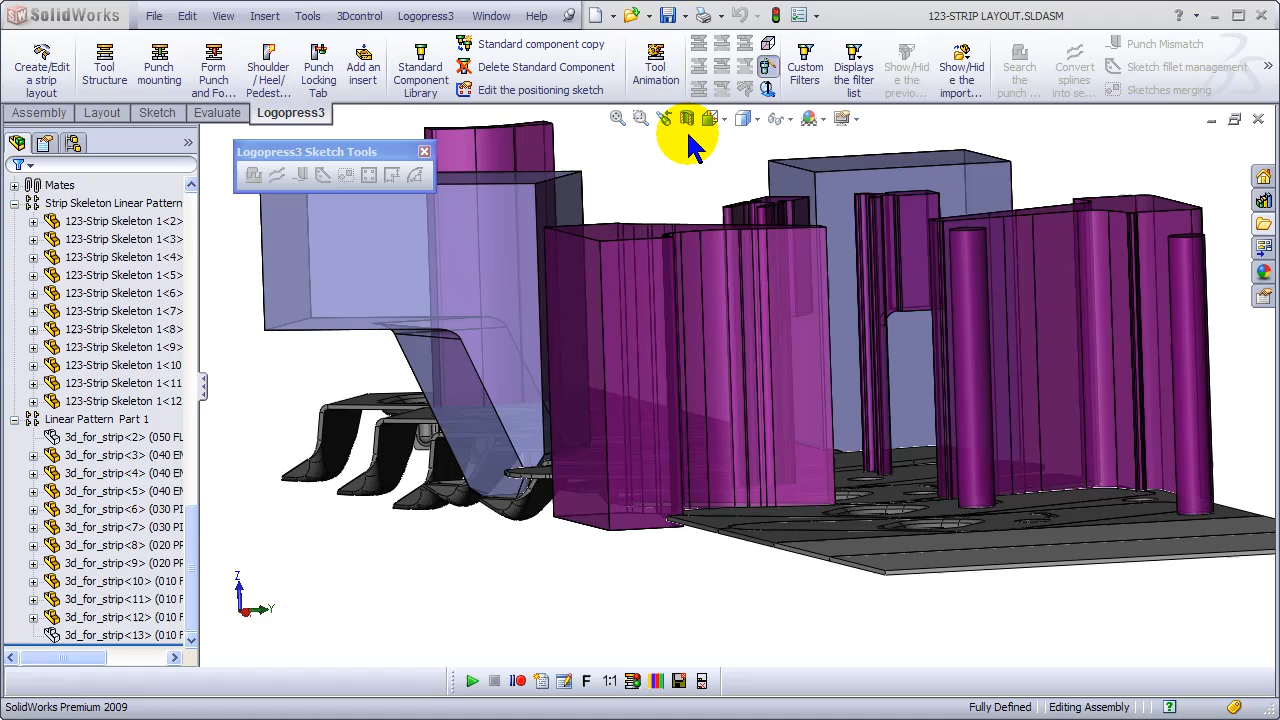 SolidWorks File Edit View Insert Tools 3Dcontrol Logopress3 Window Help 123-STRIP LAYOUT.SLDASM
Create/Edit a strip
Tool Structure
Punch mounting
Form Punch and Fo...
Shoulder/ Heel/ Pedest...
Punch Locking Tab
Add an insert
Standard Component Library
Standard component copy
Delete Standard Component
Edit the positioning sketch
Tool Animation
Custom Filters
Displays the filter list
Show/Hid e the previo...
Show/Hid e the import...
Search the punch ...
Convert splines into se...
Punch Mismatch
Sketch fillet management
Sketches merging
Assembly Layout Sketch Evaluate Logopress3
Logopress3 Sketch Tools
Mates
Strip Skeleton Linear Pattern
123-Strip Skeleton 1<2>
123-Strip Skeleton 1<3>
123-Strip Skeleton 1<4>
123-Strip Skeleton 1<5>
123-Strip Skeleton 1<6>
123-Strip Skeleton 1<7>
123-Strip Skeleton 1<8>
123-Strip Skeleton 1<9>
123-Strip Skeleton 1<10
123-Strip Skeleton 1<11
123-Strip Skeleton 1<12
Linear Pattern Part 1
3d_for_strip<2> (050 FL
3d_for_strip<3> (040 EN
3d_for_strip<4> (040 EN
3d_for_strip<5> (040 EN
3d_for_strip<6> (030 PI
3d_for_strip<7> (030 PI
3d_for_strip<8> (020 PF
3d_for_strip<9> (020 PF
3d_for_strip<10> (010 F
3d_for_strip<11> (010 F
3d_for_strip<12> (010 F
3d_for_strip<13> (010 F
Z
Y
F 1:1
SolidWorks Premium 2009 Fully Defined Editing Assembly